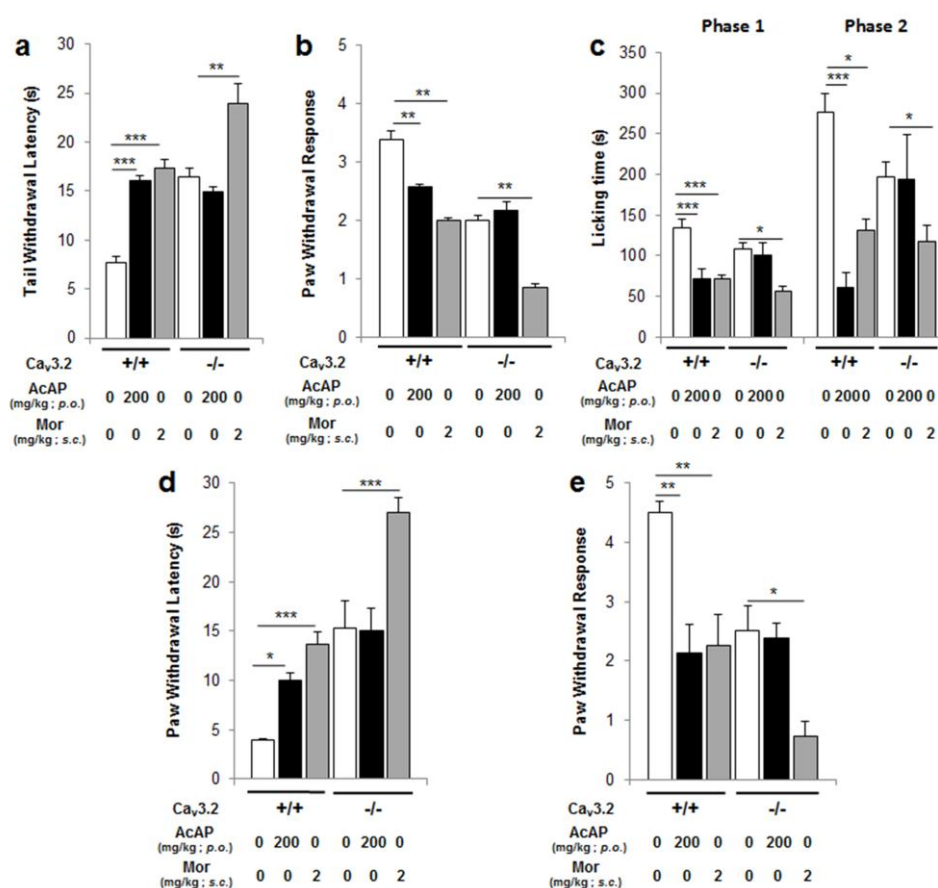 Phase 1 Phase 2
a b c
Tail Withdrawal Latency (s)
30
25
20
15
10
5
0
** *** ***
Paw Withdrawal Response
5
4
3
2
1
0
** ** **
Licking time (s)
350
300
250
200
150
100
50
0
*** *** * * *** *
Cav3.2 +/+ -/-
AcAP (mg/kg ; p.o.) 0 200 0 0 200 0
Mor (mg/kg ; s.c.) 0 0 2 0 0 2
Cav3.2 +/+ -/-
AcAP (mg/kg ; p.o.) 0 200 0 0 200 0
Mor (mg/kg ; s.c.) 0 0 2 0 0 2
Cav3.2 +/+ -/- +/+ -/-
AcAP (mg/kg ; p.o.) 0 200 0 0 200 0 0 200 0 0 200 0
Mor (mg/kg ; s.c.) 0 0 2 0 0 2 0 0 2 0 0 2
d e
Paw Withdrawal Latency (s)
30
25
20
15
10
5
0
*** *** *
Paw Withdrawal Response
5
4
3
2
1
0
** ** *
Cav3.2 +/+ -/-
AcAP (mg/kg ; p.o.) 0 200 0 0 200 0
Mor (mg/kg ; s.c.) 0 0 2 0 0 2
Cav3.2 +/+ -/-
AcAP (mg/kg ; p.o.) 0 200 0 0 200 0
Mor (mg/kg ; s.c.) 0 0 2 0 0 2